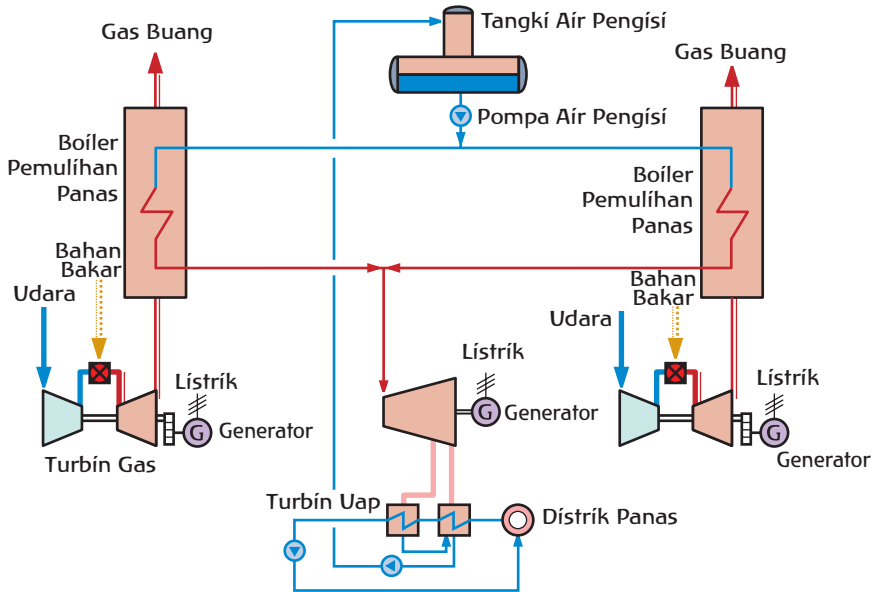 Tangkí Aír Pengísí
Gas Buang
Gas Buang
Pompa Aír Pengísí
Boíler
Pemulíhan
Panas
Boíler
Pemulíhan
Panas
Bahan
Bakar
Bahan
Bakar
Udara
Udara
Lístrík
Lístrík
Lístrík
G
Generator
G
Generator
G
Generator
Turbín Gas
Turbín Uap
Dístrík Panas